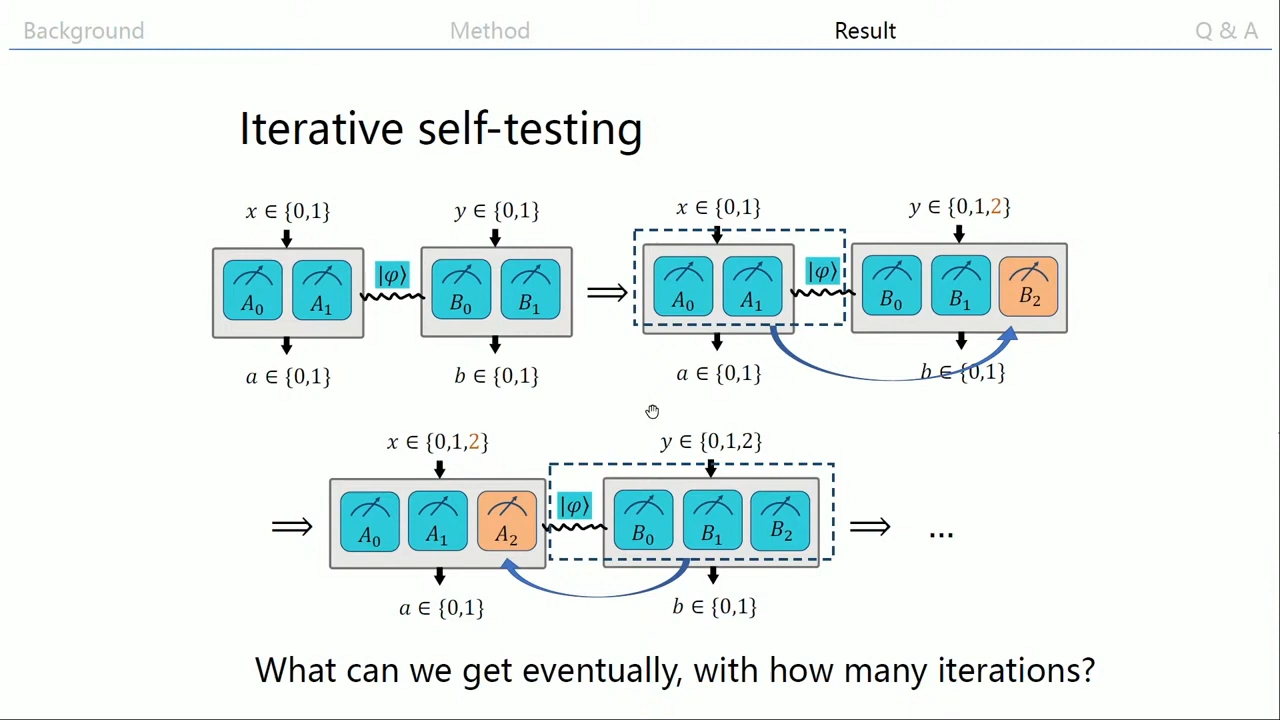 Background Method Result Q & A
Iterative self-testing
x ∈ {0,1} y ∈ {0,1} x ∈ {0,1} y ∈ {0,1,2}
A₀ A₁ |φ⟩ B₀ B₁ ⟹ A₀ A₁ |φ⟩ B₀ B₁ B₂
a ∈ {0,1} b ∈ {0,1} a ∈ {0,1} b ∈ {0,1}
x ∈ {0,1,2} y ∈ {0,1,2}
⟹ A₀ A₁ A₂ |φ⟩ B₀ B₁ B₂ ⟹ ...
a ∈ {0,1} b ∈ {0,1}
What can we get eventually, with how many iterations?